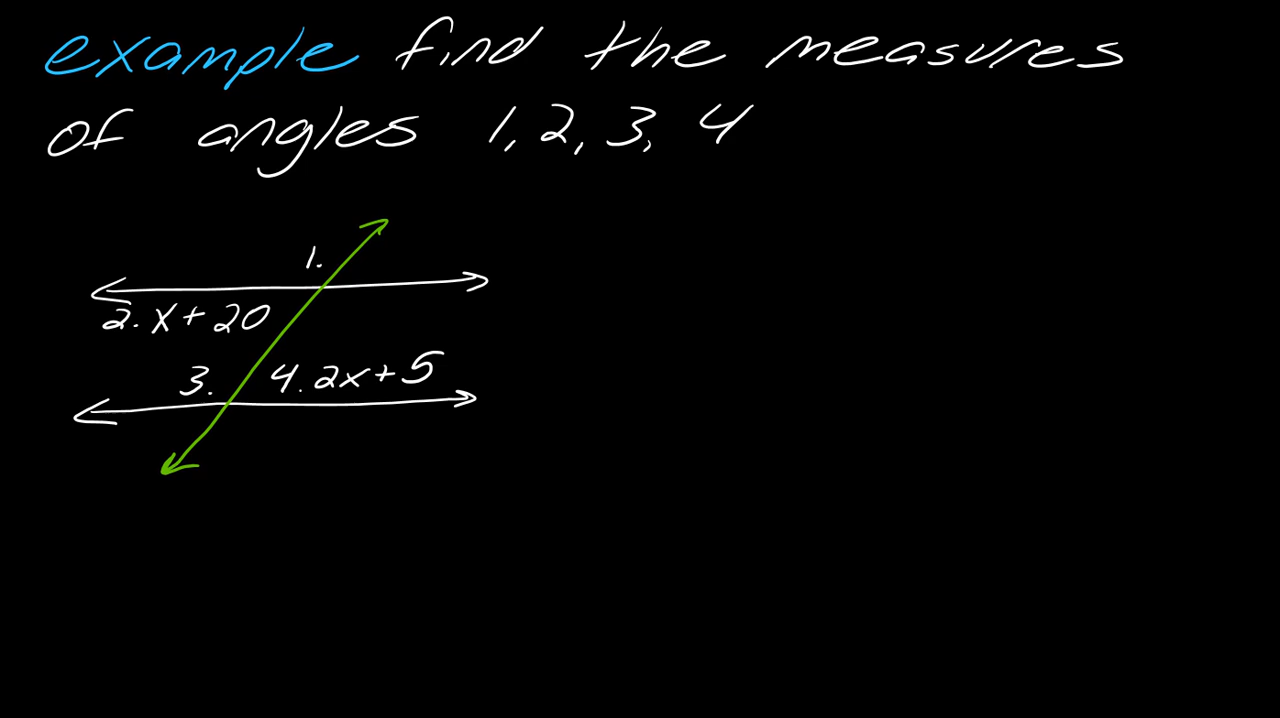 example find the measures
of angles 1, 2, 3, 4
1.
2. x + 20
3. 4. 2x + 5